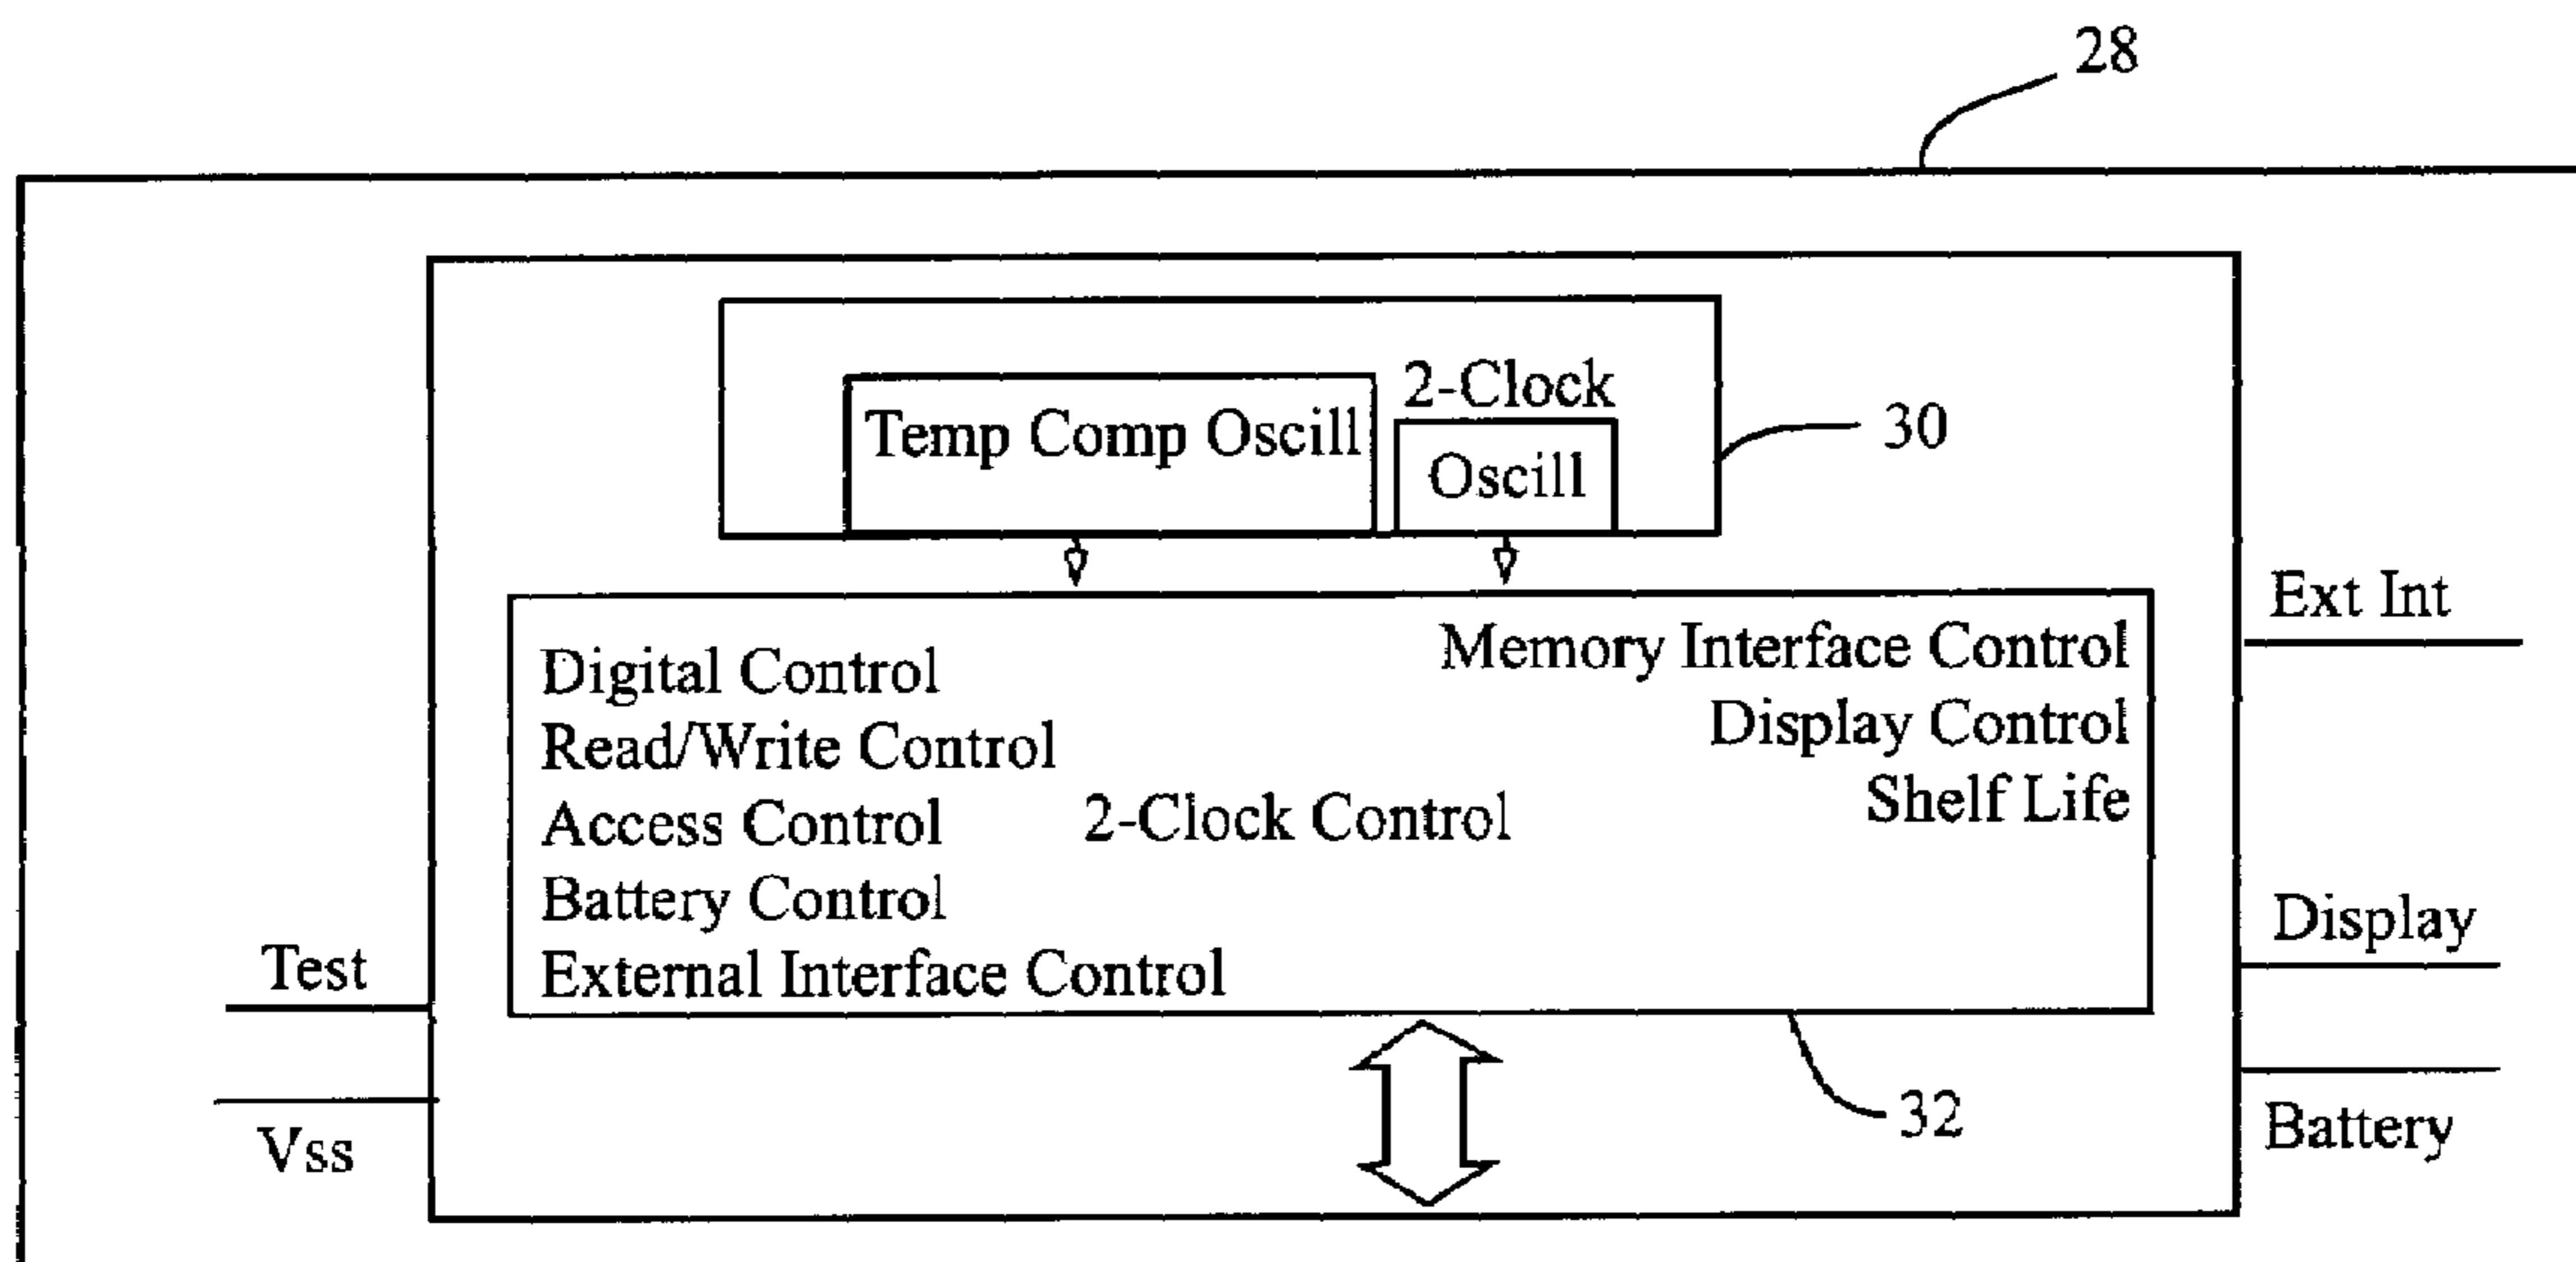 28
2-Clock
Temp Comp Oscill
Oscill
30
Ext Int
Digital Control
Read/Write Control
Access Control
Battery Control
External Interface Control
2-Clock Control
Memory Interface Control
Display Control
Shelf Life
Test
Vss
Display
Battery
32